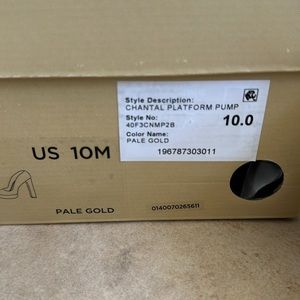 Style Description:
CHANTAL PLATFORM PUMP
Style No:
40F3CNMP2B
10.0
Color Name:
PALE GOLD
196787303011
US 10M
PALE GOLD
0140070265611